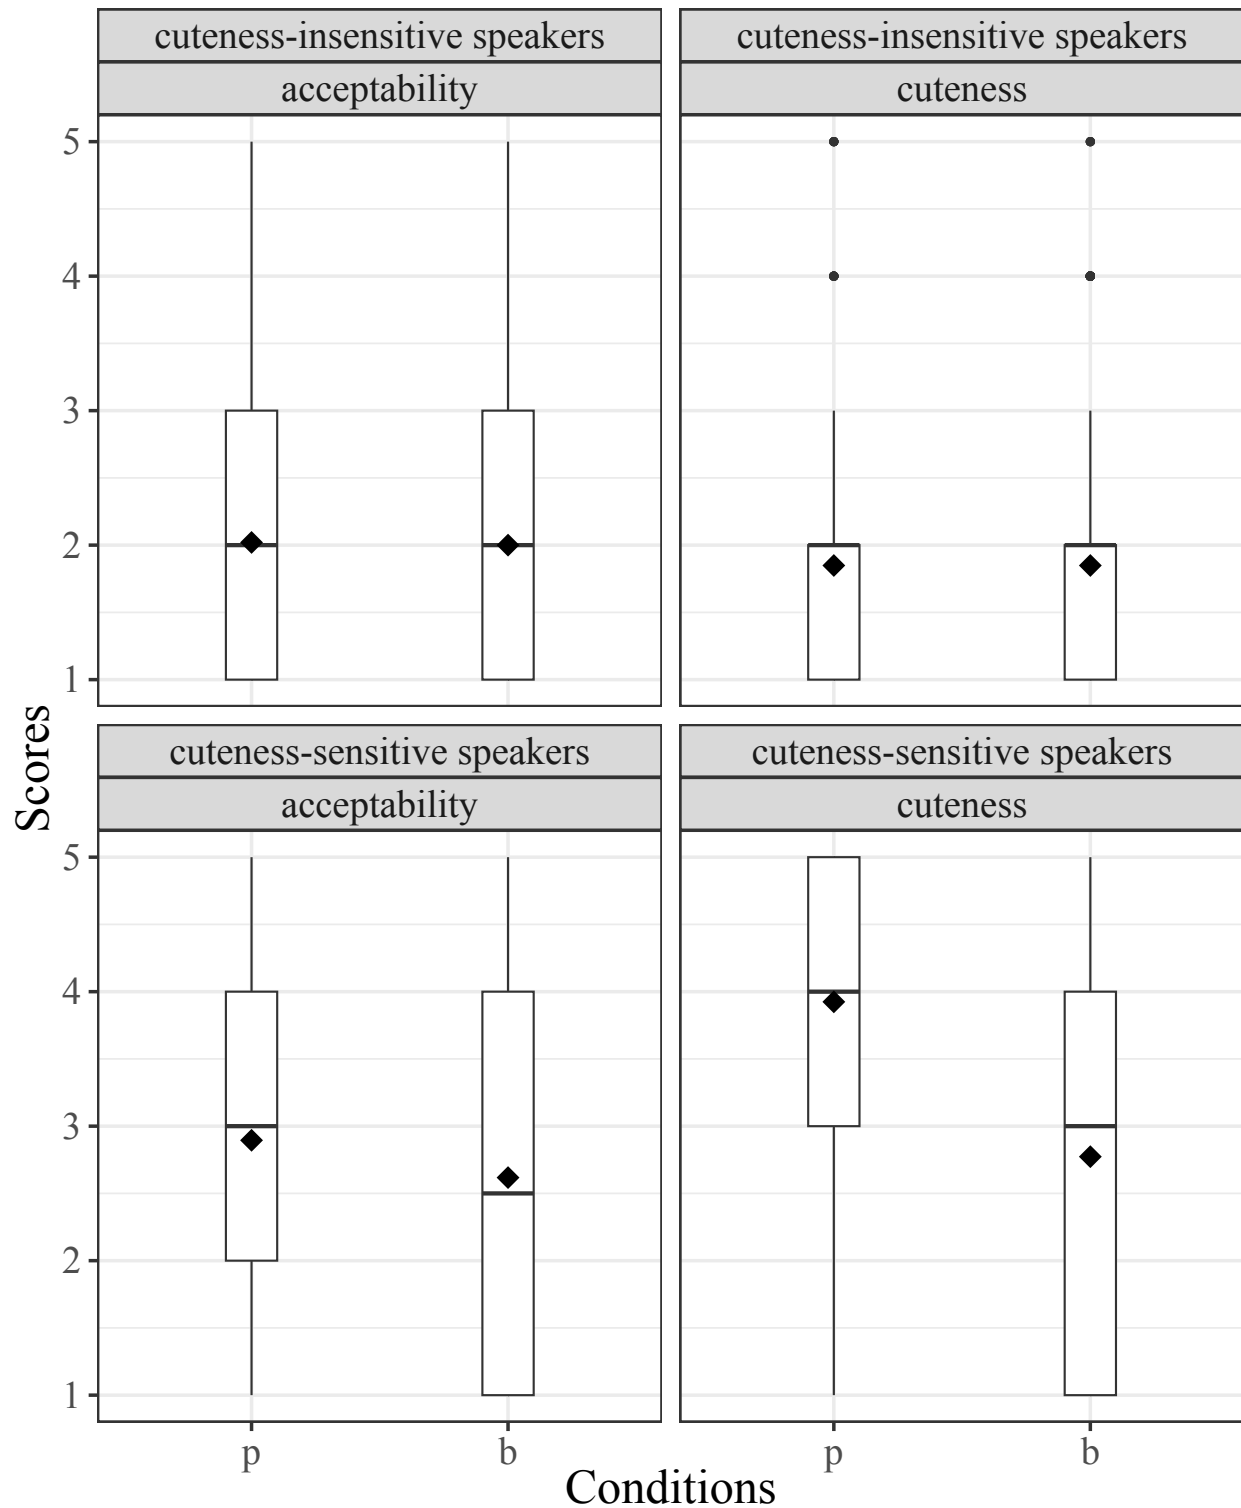 cuteness-insensitive speakers
acceptability
cuteness-insensitive speakers
cuteness
5
4
3
2
1
Scores
cuteness-sensitive speakers
acceptability
cuteness-sensitive speakers
cuteness
5
4
3
2
1
p
b
p
b
Conditions